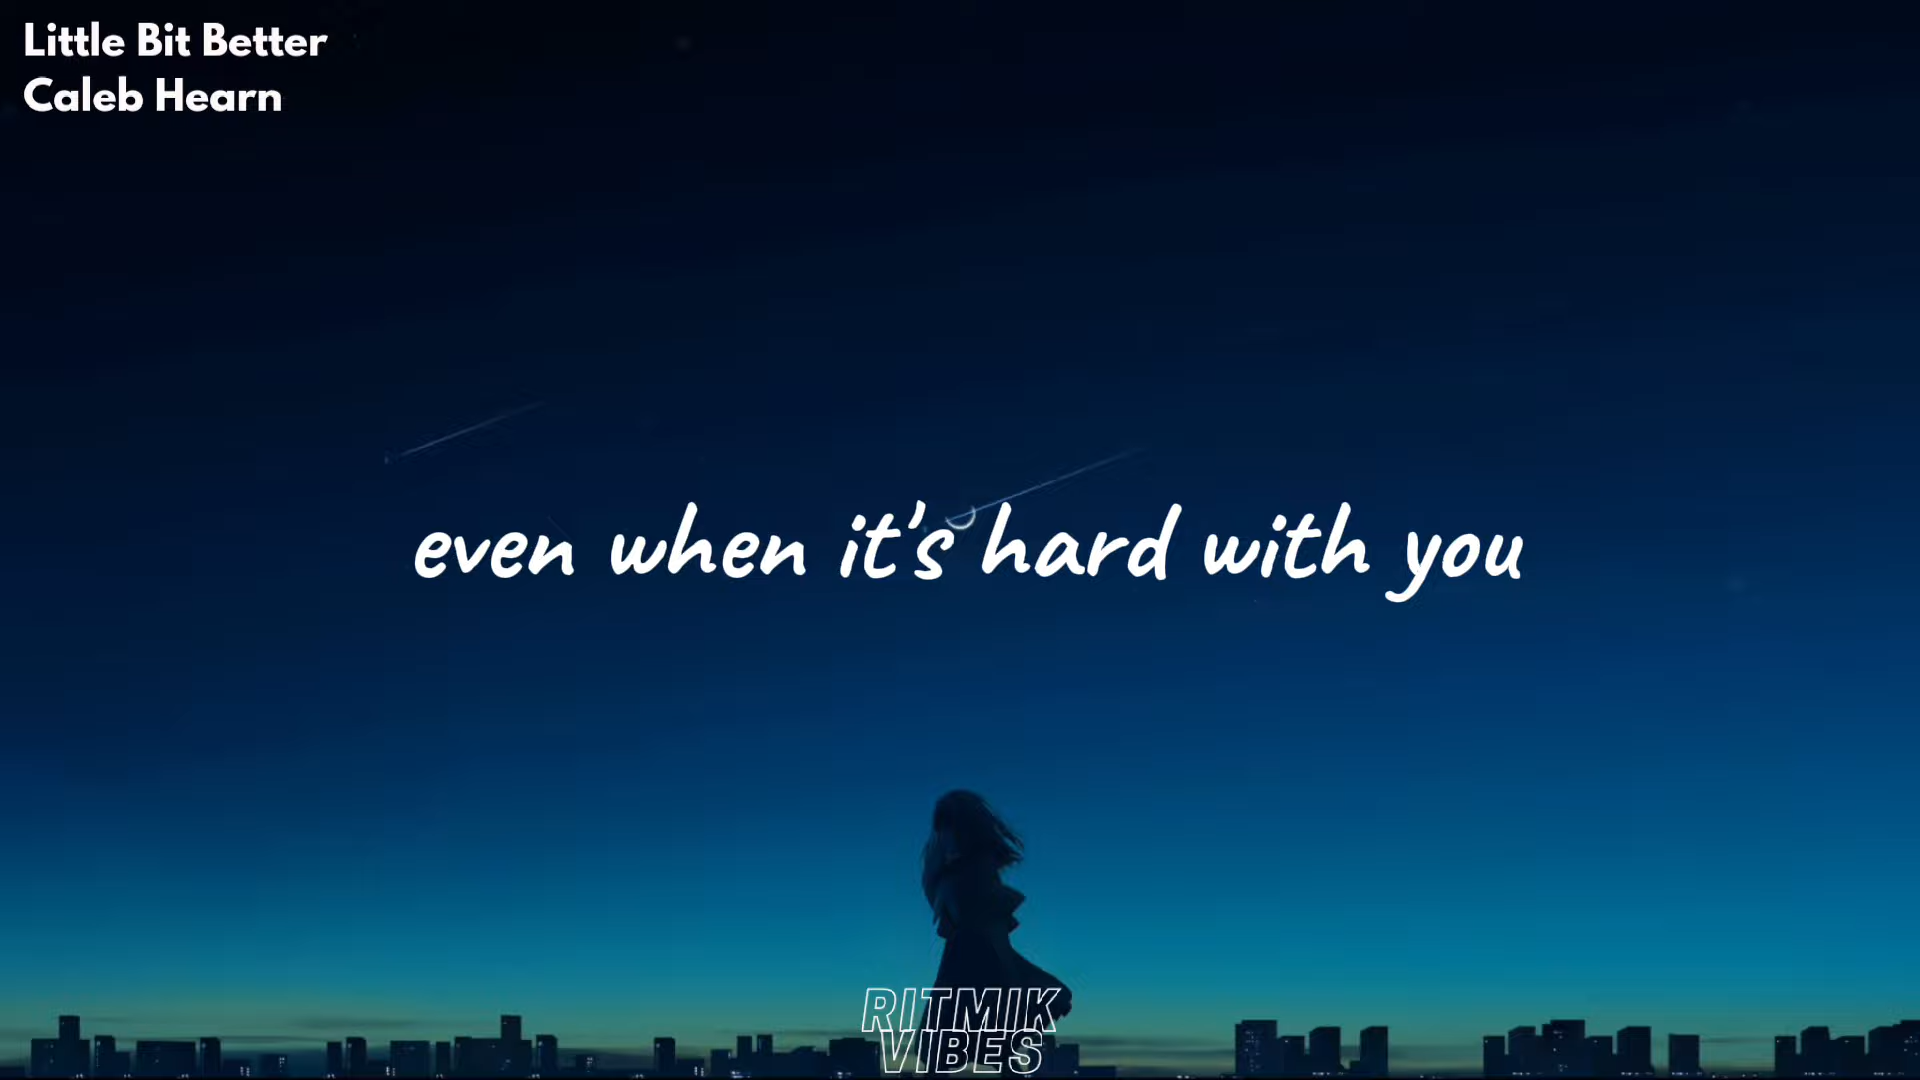 Little Bit Better
Caleb Hearn
even when it's hard with you
RITMIK
VIBES